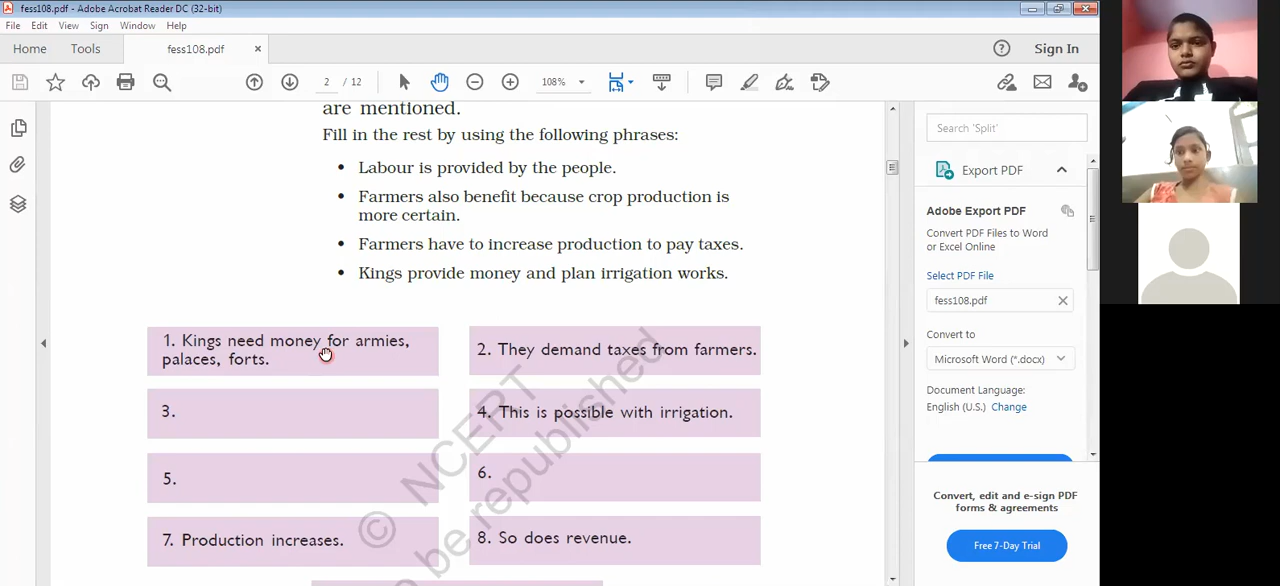 fess108.pdf - Adobe Acrobat Reader DC (32-bit)
File Edit View Sign Window Help
Home Tools fess108.pdf × Sign In
2 / 12 108%
are mentioned.
Fill in the rest by using the following phrases:
• Labour is provided by the people.
• Farmers also benefit because crop production is
more certain.
• Farmers have to increase production to pay taxes.
• Kings provide money and plan irrigation works.
1. Kings need money for armies,
palaces, forts.
2. They demand taxes from farmers.
3.
4. This is possible with irrigation.
5.
6.
7. Production increases.
8. So does revenue.
© NCERT
be republished
Search 'Split'
Export PDF
Adobe Export PDF
Convert PDF Files to Word
or Excel Online
Select PDF File
fess108.pdf
Convert to
Microsoft Word (*.docx)
Document Language:
English (U.S.) Change
Convert, edit and e-sign PDF
forms & agreements
Free 7-Day Trial